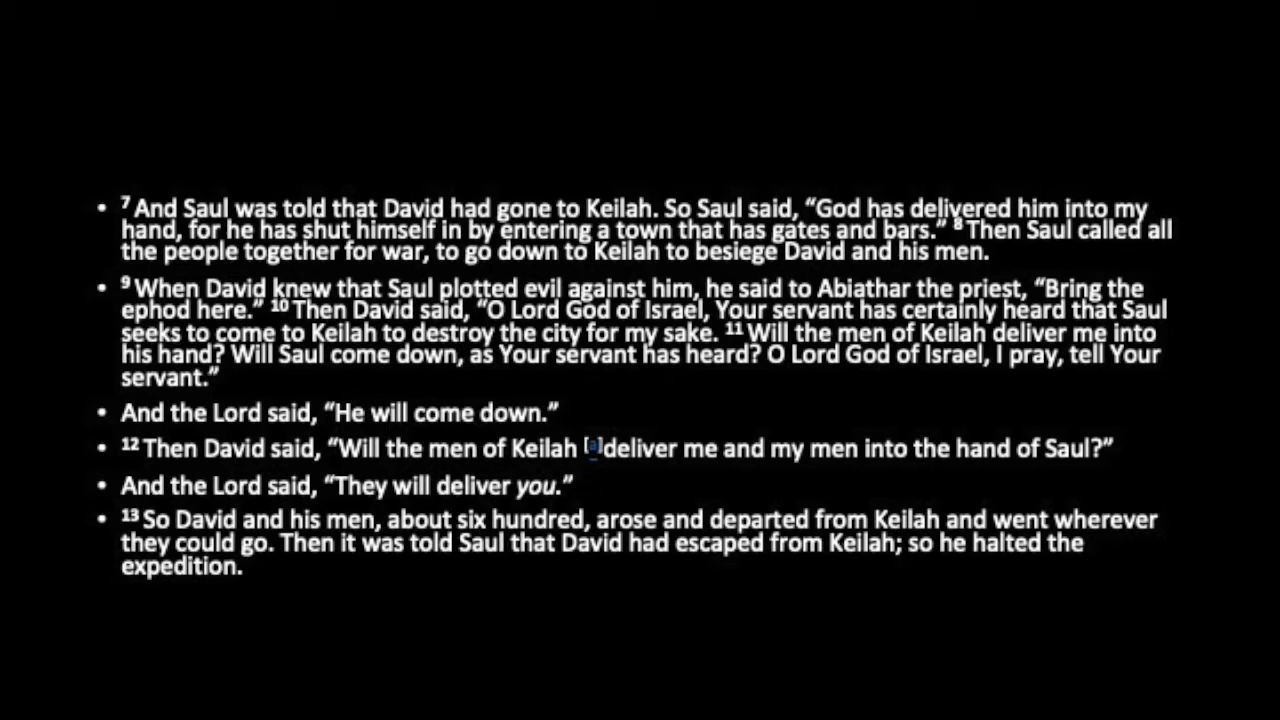 • 7 And Saul was told that David had gone to Keilah. So Saul said, “God has delivered him into my
hand, for he has shut himself in by entering a town that has gates and bars.” 8 Then Saul called all
the people together for war, to go down to Keilah to besiege David and his men.
• 9 When David knew that Saul plotted evil against him, he said to Abiathar the priest, “Bring the
ephod here.” 10 Then David said, “O Lord God of Israel, Your servant has certainly heard that Saul
seeks to come to Keilah to destroy the city for my sake. 11 Will the men of Keilah deliver me into
his hand? Will Saul come down, as Your servant has heard? O Lord God of Israel, I pray, tell Your
servant.”
• And the Lord said, “He will come down.”
• 12 Then David said, “Will the men of Keilah [a]deliver me and my men into the hand of Saul?”
• And the Lord said, “They will deliver you.”
• 13 So David and his men, about six hundred, arose and departed from Keilah and went wherever
they could go. Then it was told Saul that David had escaped from Keilah; so he halted the
expedition.